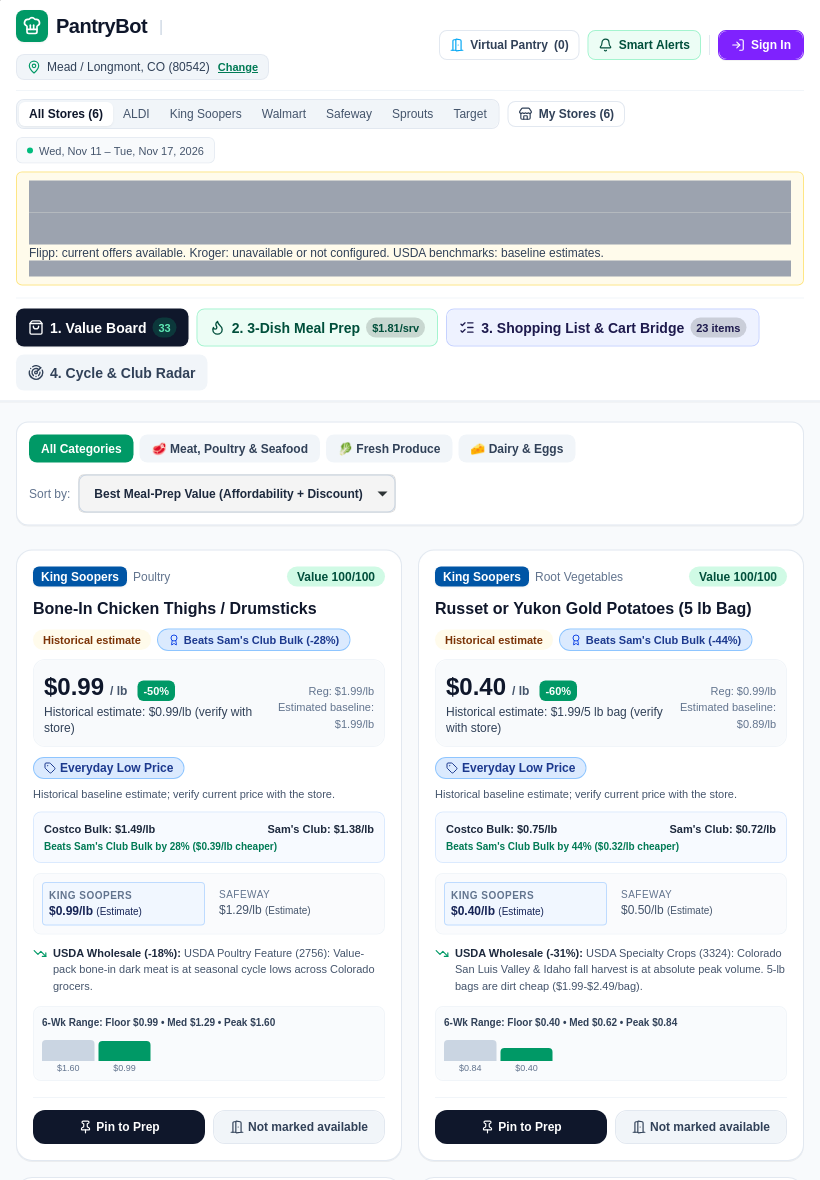 PantryBot
Virtual Pantry (0)
Smart Alerts
Sign In
Mead / Longmont, CO (80542) Change
All Stores (6) ALDI King Soopers Walmart Safeway Sprouts Target
My Stores (6)
Wed, Nov 11 – Tue, Nov 17, 2026
Flipp: current offers available. Kroger: unavailable or not configured. USDA benchmarks: baseline estimates.
1. Value Board 33
2. 3-Dish Meal Prep $1.81/srv
3. Shopping List & Cart Bridge 23 items
4. Cycle & Club Radar
All Categories
🥩 Meat, Poultry & Seafood
🥬 Fresh Produce
🧀 Dairy & Eggs
Sort by: Best Meal-Prep Value (Affordability + Discount)
King Soopers Poultry Value 100/100
Bone-In Chicken Thighs / Drumsticks
Historical estimate Beats Sam's Club Bulk (-28%)
$0.99 / lb -50%
Historical estimate: $0.99/lb (verify with
store)
Reg: $1.99/lb
Estimated baseline:
$1.99/lb
Everyday Low Price
Historical baseline estimate; verify current price with the store.
Costco Bulk: $1.49/lb Sam's Club: $1.38/lb
Beats Sam's Club Bulk by 28% ($0.39/lb cheaper)
KING SOOPERS
$0.99/lb (Estimate)
SAFEWAY
$1.29/lb (Estimate)
USDA Wholesale (-18%): USDA Poultry Feature (2756): Value-
pack bone-in dark meat is at seasonal cycle lows across Colorado
grocers.
6-Wk Range: Floor $0.99 • Med $1.29 • Peak $1.60
$1.60 $0.99
Pin to Prep
Not marked available
King Soopers Root Vegetables Value 100/100
Russet or Yukon Gold Potatoes (5 lb Bag)
Historical estimate Beats Sam's Club Bulk (-44%)
$0.40 / lb -60%
Historical estimate: $1.99/5 lb bag (verify
with store)
Reg: $0.99/lb
Estimated baseline:
$0.89/lb
Everyday Low Price
Historical baseline estimate; verify current price with the store.
Costco Bulk: $0.75/lb Sam's Club: $0.72/lb
Beats Sam's Club Bulk by 44% ($0.32/lb cheaper)
KING SOOPERS
$0.40/lb (Estimate)
SAFEWAY
$0.50/lb (Estimate)
USDA Wholesale (-31%): USDA Specialty Crops (3324): Colorado
San Luis Valley & Idaho fall harvest is at absolute peak volume. 5-lb
bags are dirt cheap ($1.99-$2.49/bag).
6-Wk Range: Floor $0.40 • Med $0.62 • Peak $0.84
$0.84 $0.40
Pin to Prep
Not marked available